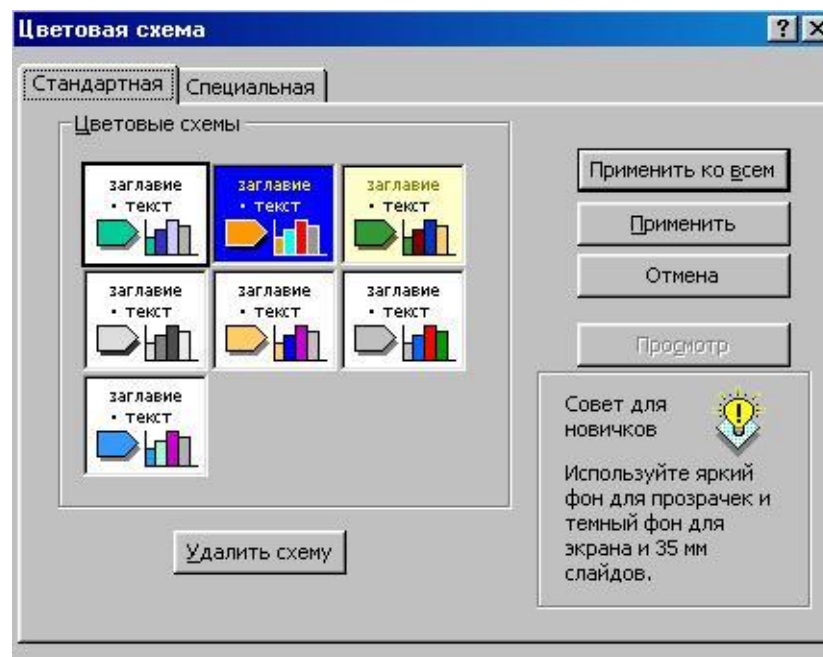 Цветовая схема
Стандартная
Специальная
Цветовые схемы
заглавие
• текст
заглавие
• текст
заглавие
• текст
заглавие
• текст
заглавие
• текст
заглавие
• текст
заглавие
• текст
Удалить схему
Применить ко всем
Применить
Отмена
Просмотр
Совет для
новичков
Используйте яркий
фон для прозрачек и
темный фон для
экрана и 35 мм
слайдов.